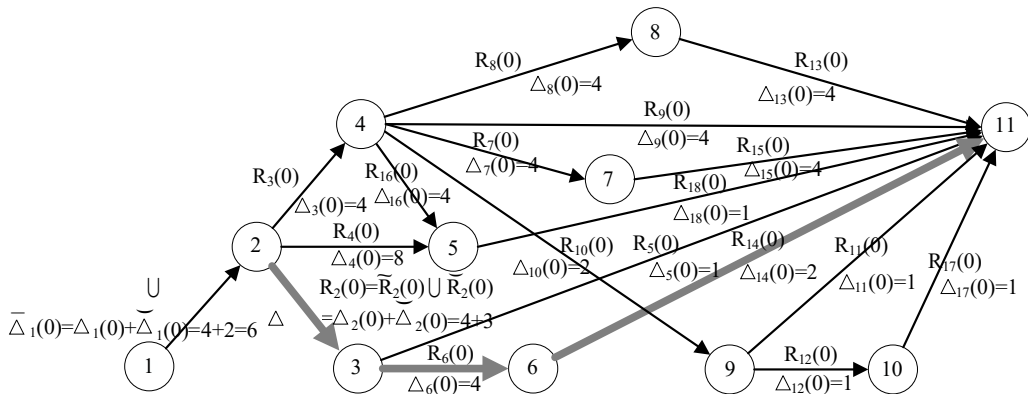 8
R₈(0)
△₈(0)=4
R₁₃(0)
△₁₃(0)=4
4
R₉(0)
△₉(0)=4
11
R₇(0)
△₇(0)=4
R₁₅(0)
△₁₅(0)=4
7
R₃(0)
△₃(0)=4
R₁₆(0)
△₁₆(0)=4
R₁₈(0)
△₁₈(0)=1
2
R₄(0)
△₄(0)=8
5
R₁₀(0)
△₁₀(0)=2
R₅(0)
△₅(0)=1
R₁₄(0)
△₁₄(0)=2
R₁₁(0)
△₁₁(0)=1
R₁₇(0)
△₁₇(0)=1
R₂(0)=R̃₂(0)⋃R̆₂(0)
⋃
△̄₁(0)=△₁(0)+△̆₁(0)=4+2=6
△ =△₂(0)+△̆₂(0)=4+3
1
3
R₆(0)
△₆(0)=4
6
9
R₁₂(0)
△₁₂(0)=1
10